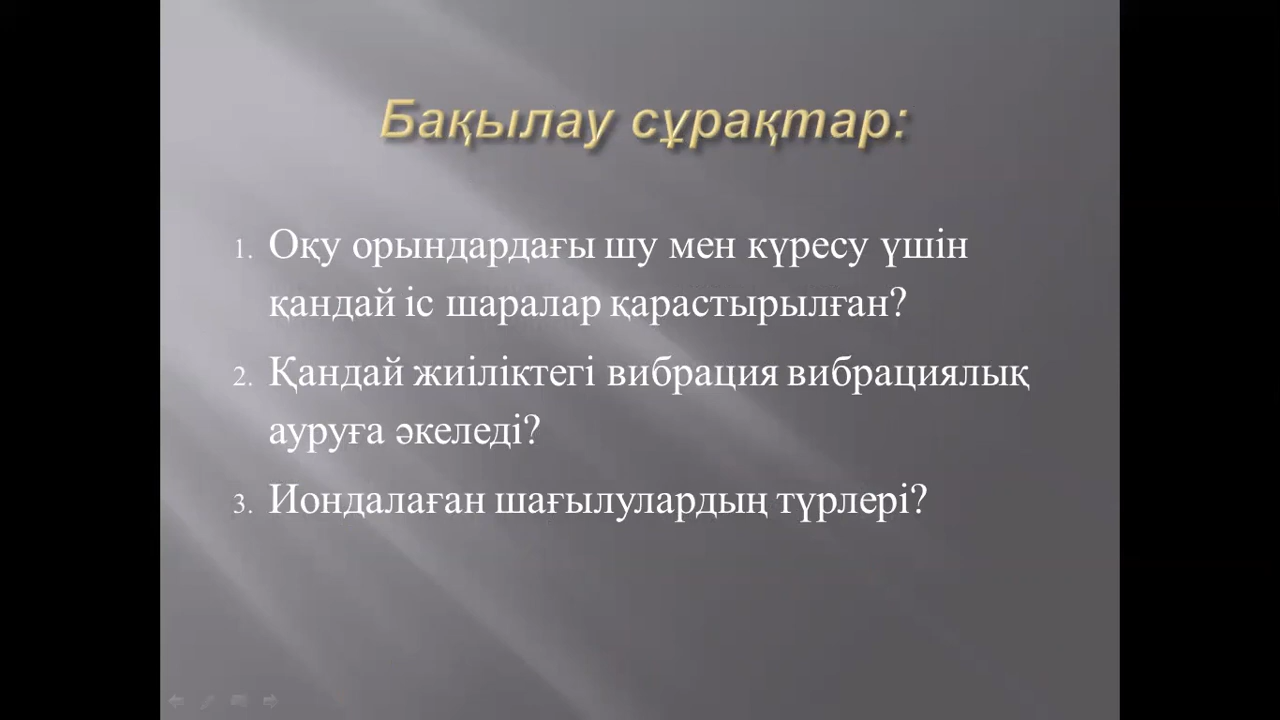 Бақылау сұрақтар:
1. Оқу орындардағы шу мен күресу үшін
қандай іс шаралар қарастырылған?
2. Қандай жиіліктегі вибрация вибрациялық
ауруға әкеледі?
3. Иондалаған шағылулардың түрлері?